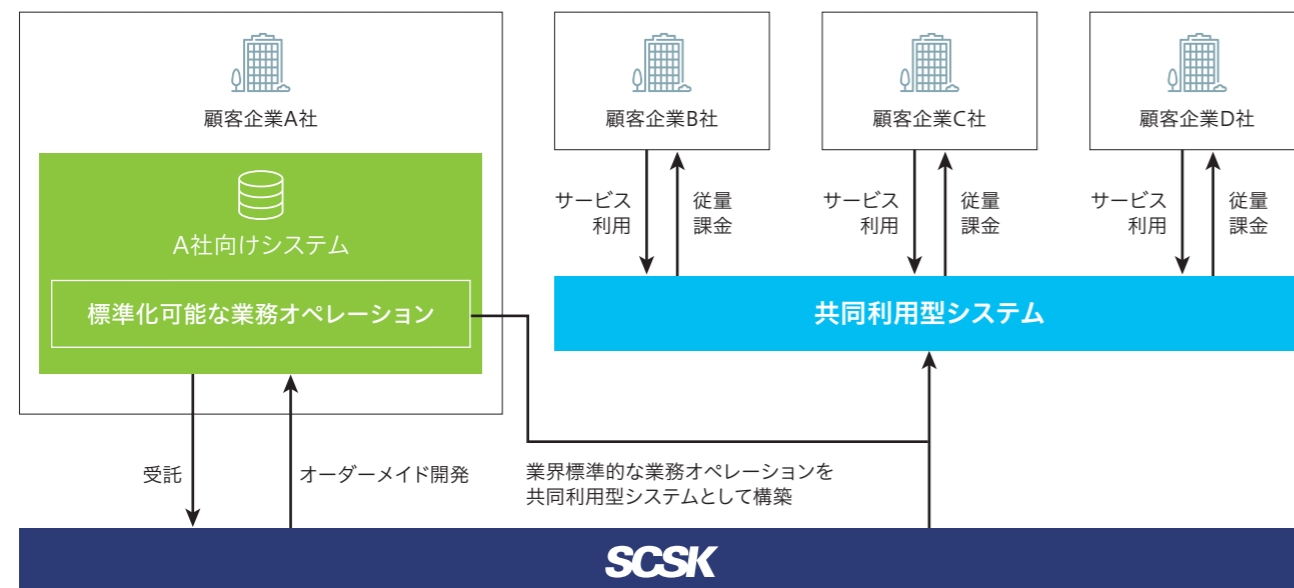 顧客企業A社
A社向けシステム
標準化可能な業務オペレーション
受託
オーダーメイド開発
顧客企業B社
顧客企業C社
顧客企業D社
サービス
利用
従量
課金
サービス
利用
従量
課金
サービス
利用
従量
課金
共同利用型システム
業界標準的な業務オペレーションを
共同利用型システムとして構築
SCSK